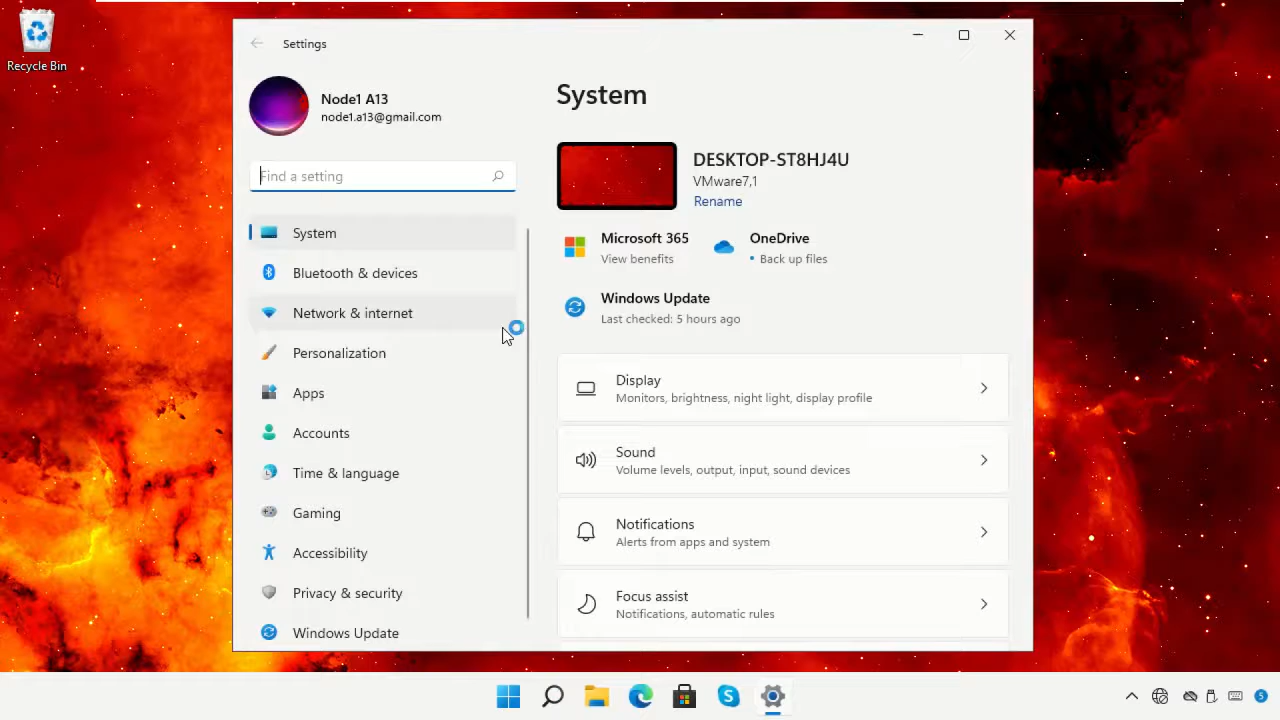 Recycle Bin
Settings
Node1 A13
node1.a13@gmail.com
Find a setting
System
Bluetooth & devices
Network & internet
Personalization
Apps
Accounts
Time & language
Gaming
Accessibility
Privacy & security
Windows Update
System
DESKTOP-ST8HJ4U
VMware7,1
Rename
Microsoft 365
View benefits
OneDrive
• Back up files
Windows Update
Last checked: 5 hours ago
Display
Monitors, brightness, night light, display profile
Sound
Volume levels, output, input, sound devices
Notifications
Alerts from apps and system
Focus assist
Notifications, automatic rules
5